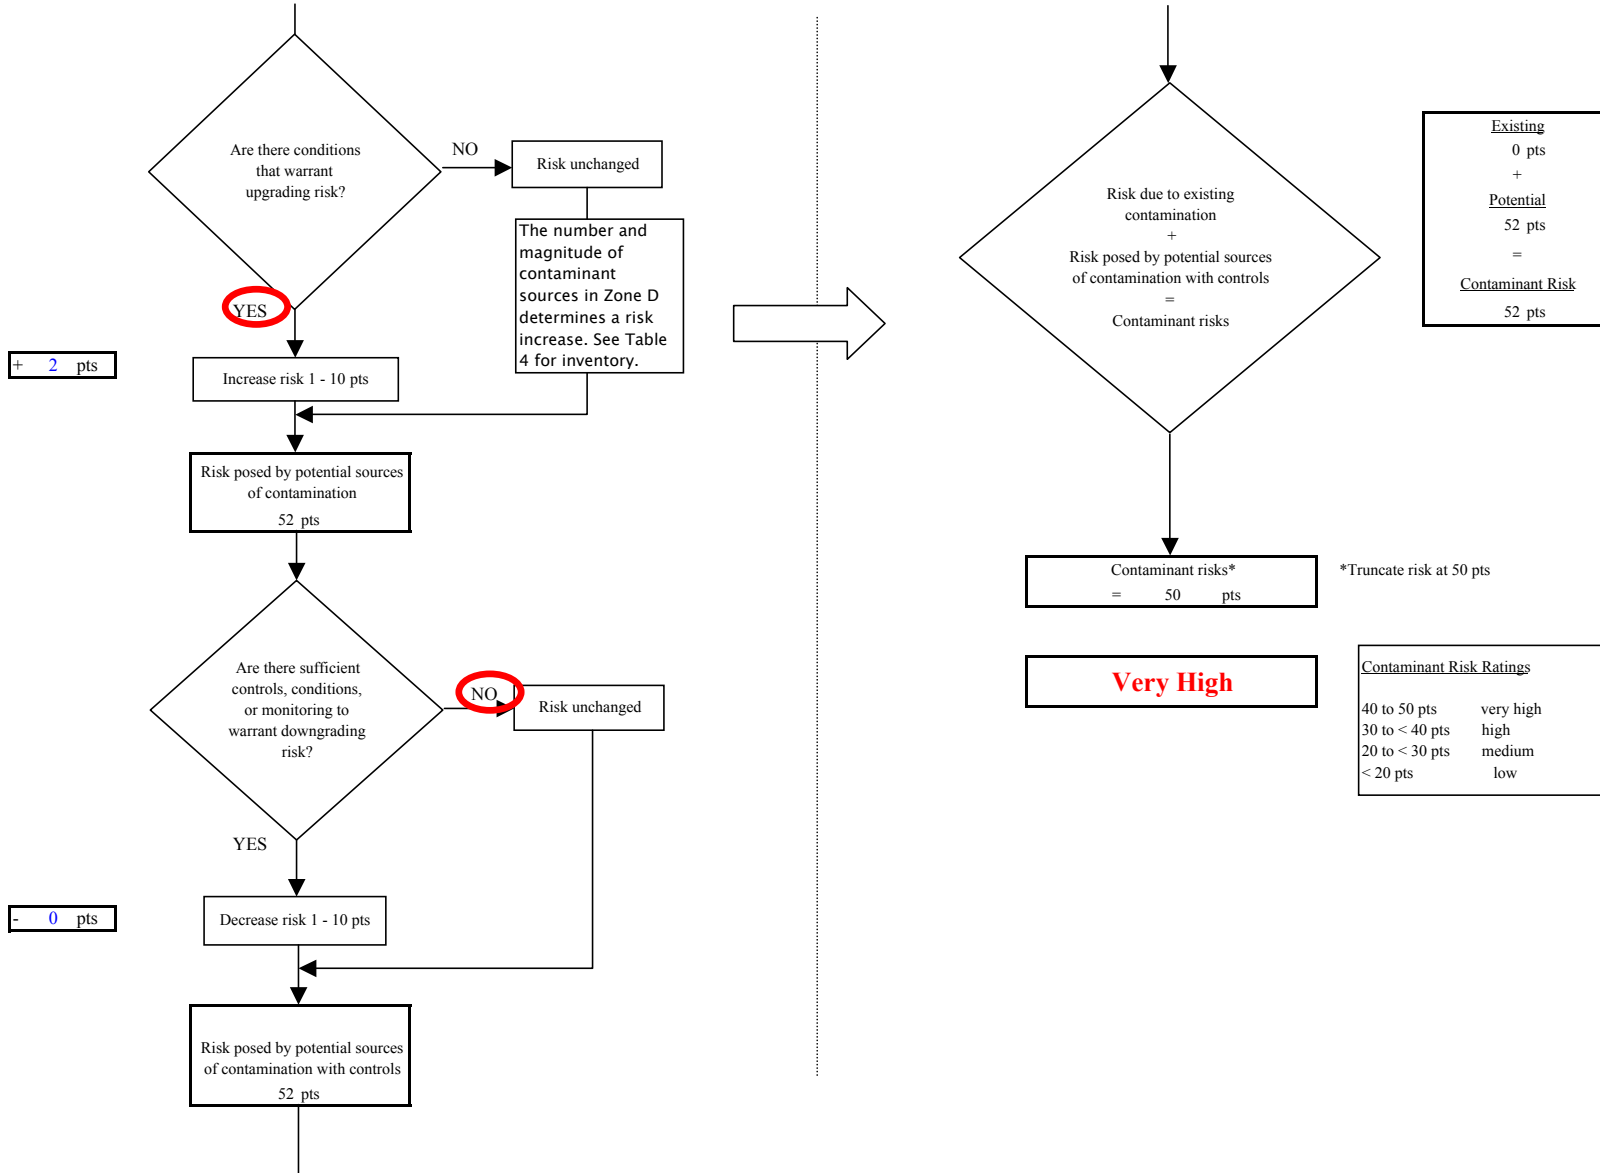 Are there conditions
that warrant
upgrading risk?
NO
Risk unchanged
The number and
magnitude of
contaminant
sources in Zone D
determines a risk
increase. See Table
4 for inventory.
YES
+ 2 pts
Increase risk 1 - 10 pts
Risk posed by potential sources
of contamination
52 pts
Are there sufficient
controls, conditions,
or monitoring to
warrant downgrading
risk?
NO
Risk unchanged
YES
- 0 pts
Decrease risk 1 - 10 pts
Risk posed by potential sources
of contamination with controls
52 pts
Risk due to existing
contamination
+
Risk posed by potential sources
of contamination with controls
=
Contaminant risks
Existing
0 pts
+
Potential
52 pts
=
Contaminant Risk
52 pts
Contaminant risks*
= 50 pts
*Truncate risk at 50 pts
Very High
Contaminant Risk Ratings
40 to 50 pts very high
30 to < 40 pts high
20 to < 30 pts medium
< 20 pts low